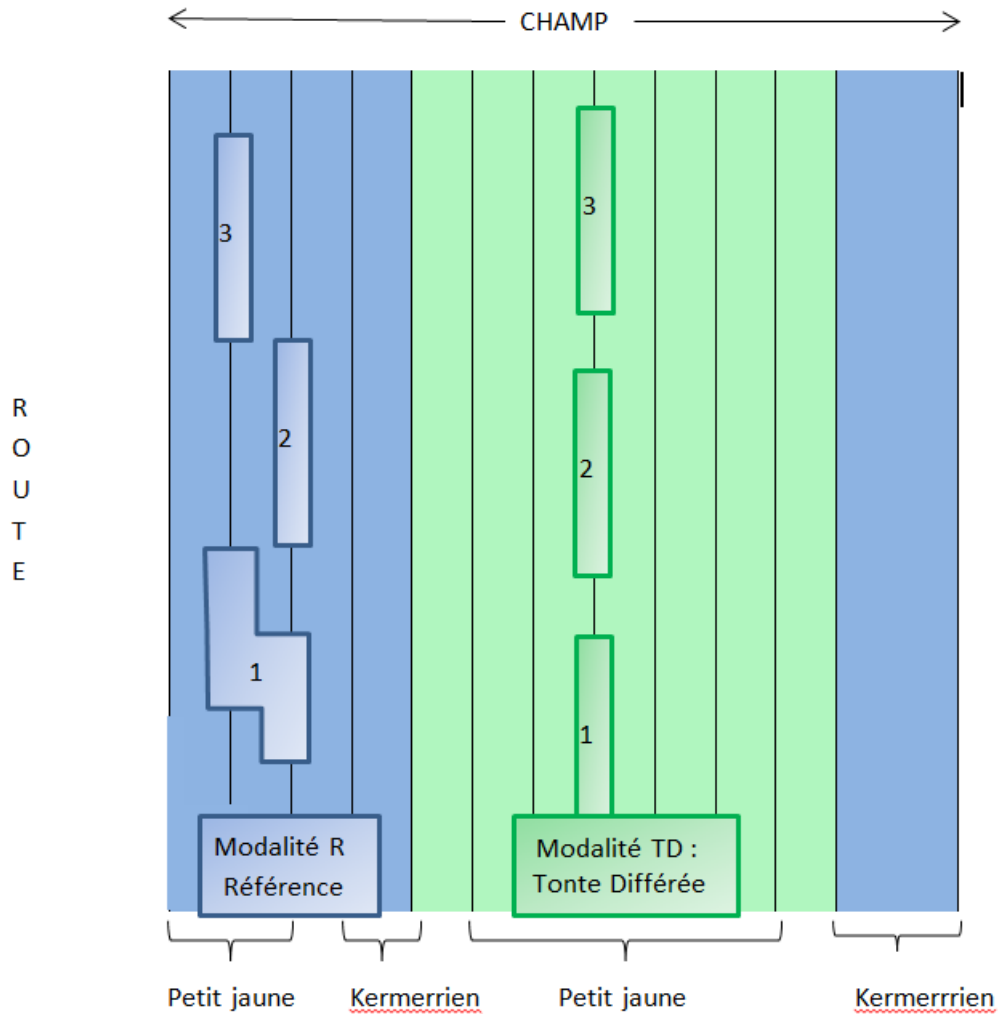 CHAMP
R
O
U
T
E
3
2
1
3
2
1
Modalité R
Référence
Modalité TD :
Tonte Différée
Petit jaune
Kermerrien
Petit jaune
Kermerrrien